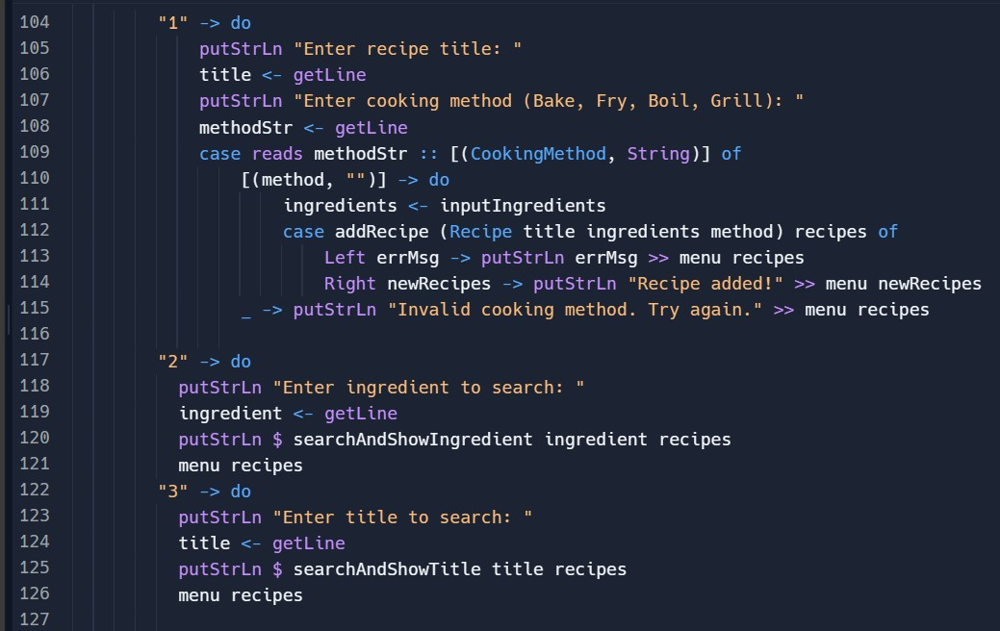 104 "1" -> do
105 putStrLn "Enter recipe title: "
106 title <- getLine
107 putStrLn "Enter cooking method (Bake, Fry, Boil, Grill): "
108 methodStr <- getLine
109 case reads methodStr :: [(CookingMethod, String)] of
110 [(method, "")] -> do
111 ingredients <- inputIngredients
112 case addRecipe (Recipe title ingredients method) recipes of
113 Left errMsg -> putStrLn errMsg >> menu recipes
114 Right newRecipes -> putStrLn "Recipe added!" >> menu newRecipes
115 _ -> putStrLn "Invalid cooking method. Try again." >> menu recipes
116
117 "2" -> do
118 putStrLn "Enter ingredient to search: "
119 ingredient <- getLine
120 putStrLn $ searchAndShowIngredient ingredient recipes
121 menu recipes
122 "3" -> do
123 putStrLn "Enter title to search: "
124 title <- getLine
125 putStrLn $ searchAndShowTitle title recipes
126 menu recipes
127